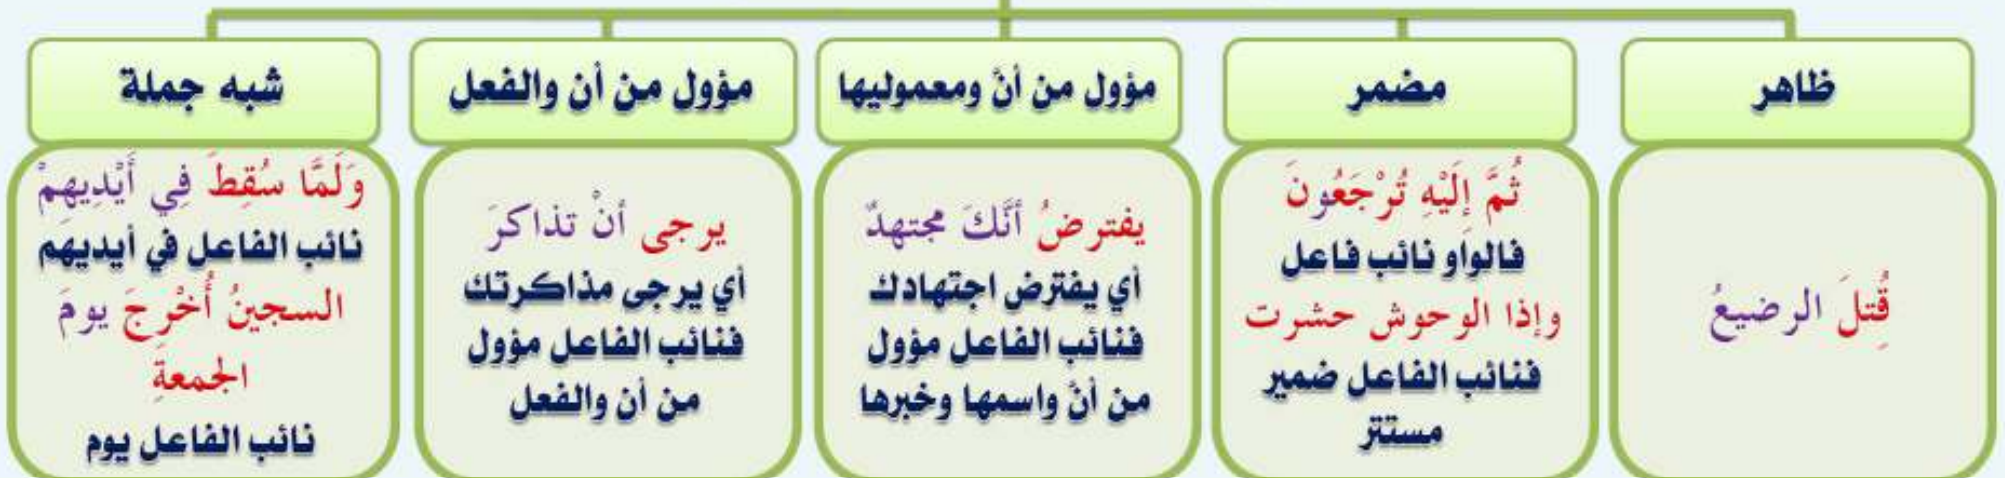 ظاهر
قُتِلَ الرضيعُ
مضمر
ثُمَّ إِلَيْهِ تُرْجَعُونَ
فالواو نائب فاعل
وإذا الوحوش حشرت
فنائب الفاعل ضمير
مستتر
مؤول من أنَّ ومعموليها
يفترضُ أنَّكَ مجتهدٌ
أي يفترض اجتهادك
فنائب الفاعل مؤول
من أنَّ واسمها وخبرها
مؤول من أن والفعل
يرجى أنْ تذاكرَ
أي يرجى مذاكرتك
فنائب الفاعل مؤول
من أن والفعل
شبه جملة
وَلَمَّا سُقِطَ فِي أَيْدِيهِمْ
نائب الفاعل في أيديهم
السجينُ أُخْرِجَ يومَ
الجمعةِ
نائب الفاعل يوم